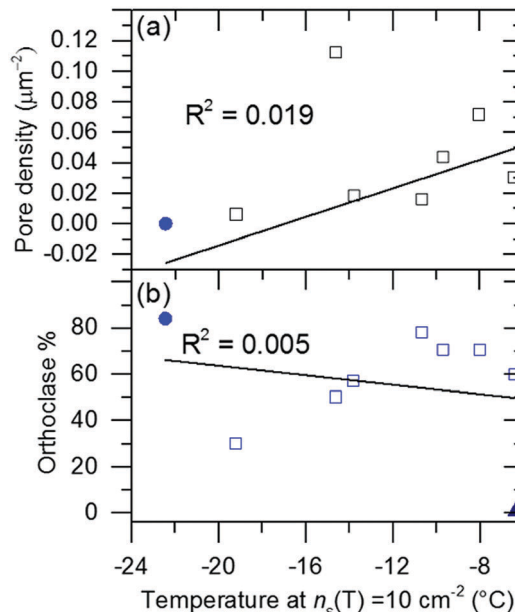 (a)
0.12
0.10
0.08
0.06
0.04
0.02
0.00
-0.02
Pore density (μm⁻²)
R² = 0.019
(b)
80
60
40
20
0
Orthoclase %
R² = 0.005
-24 -20 -16 -12 -8
Temperature at nₛ(T) =10 cm⁻² (°C)